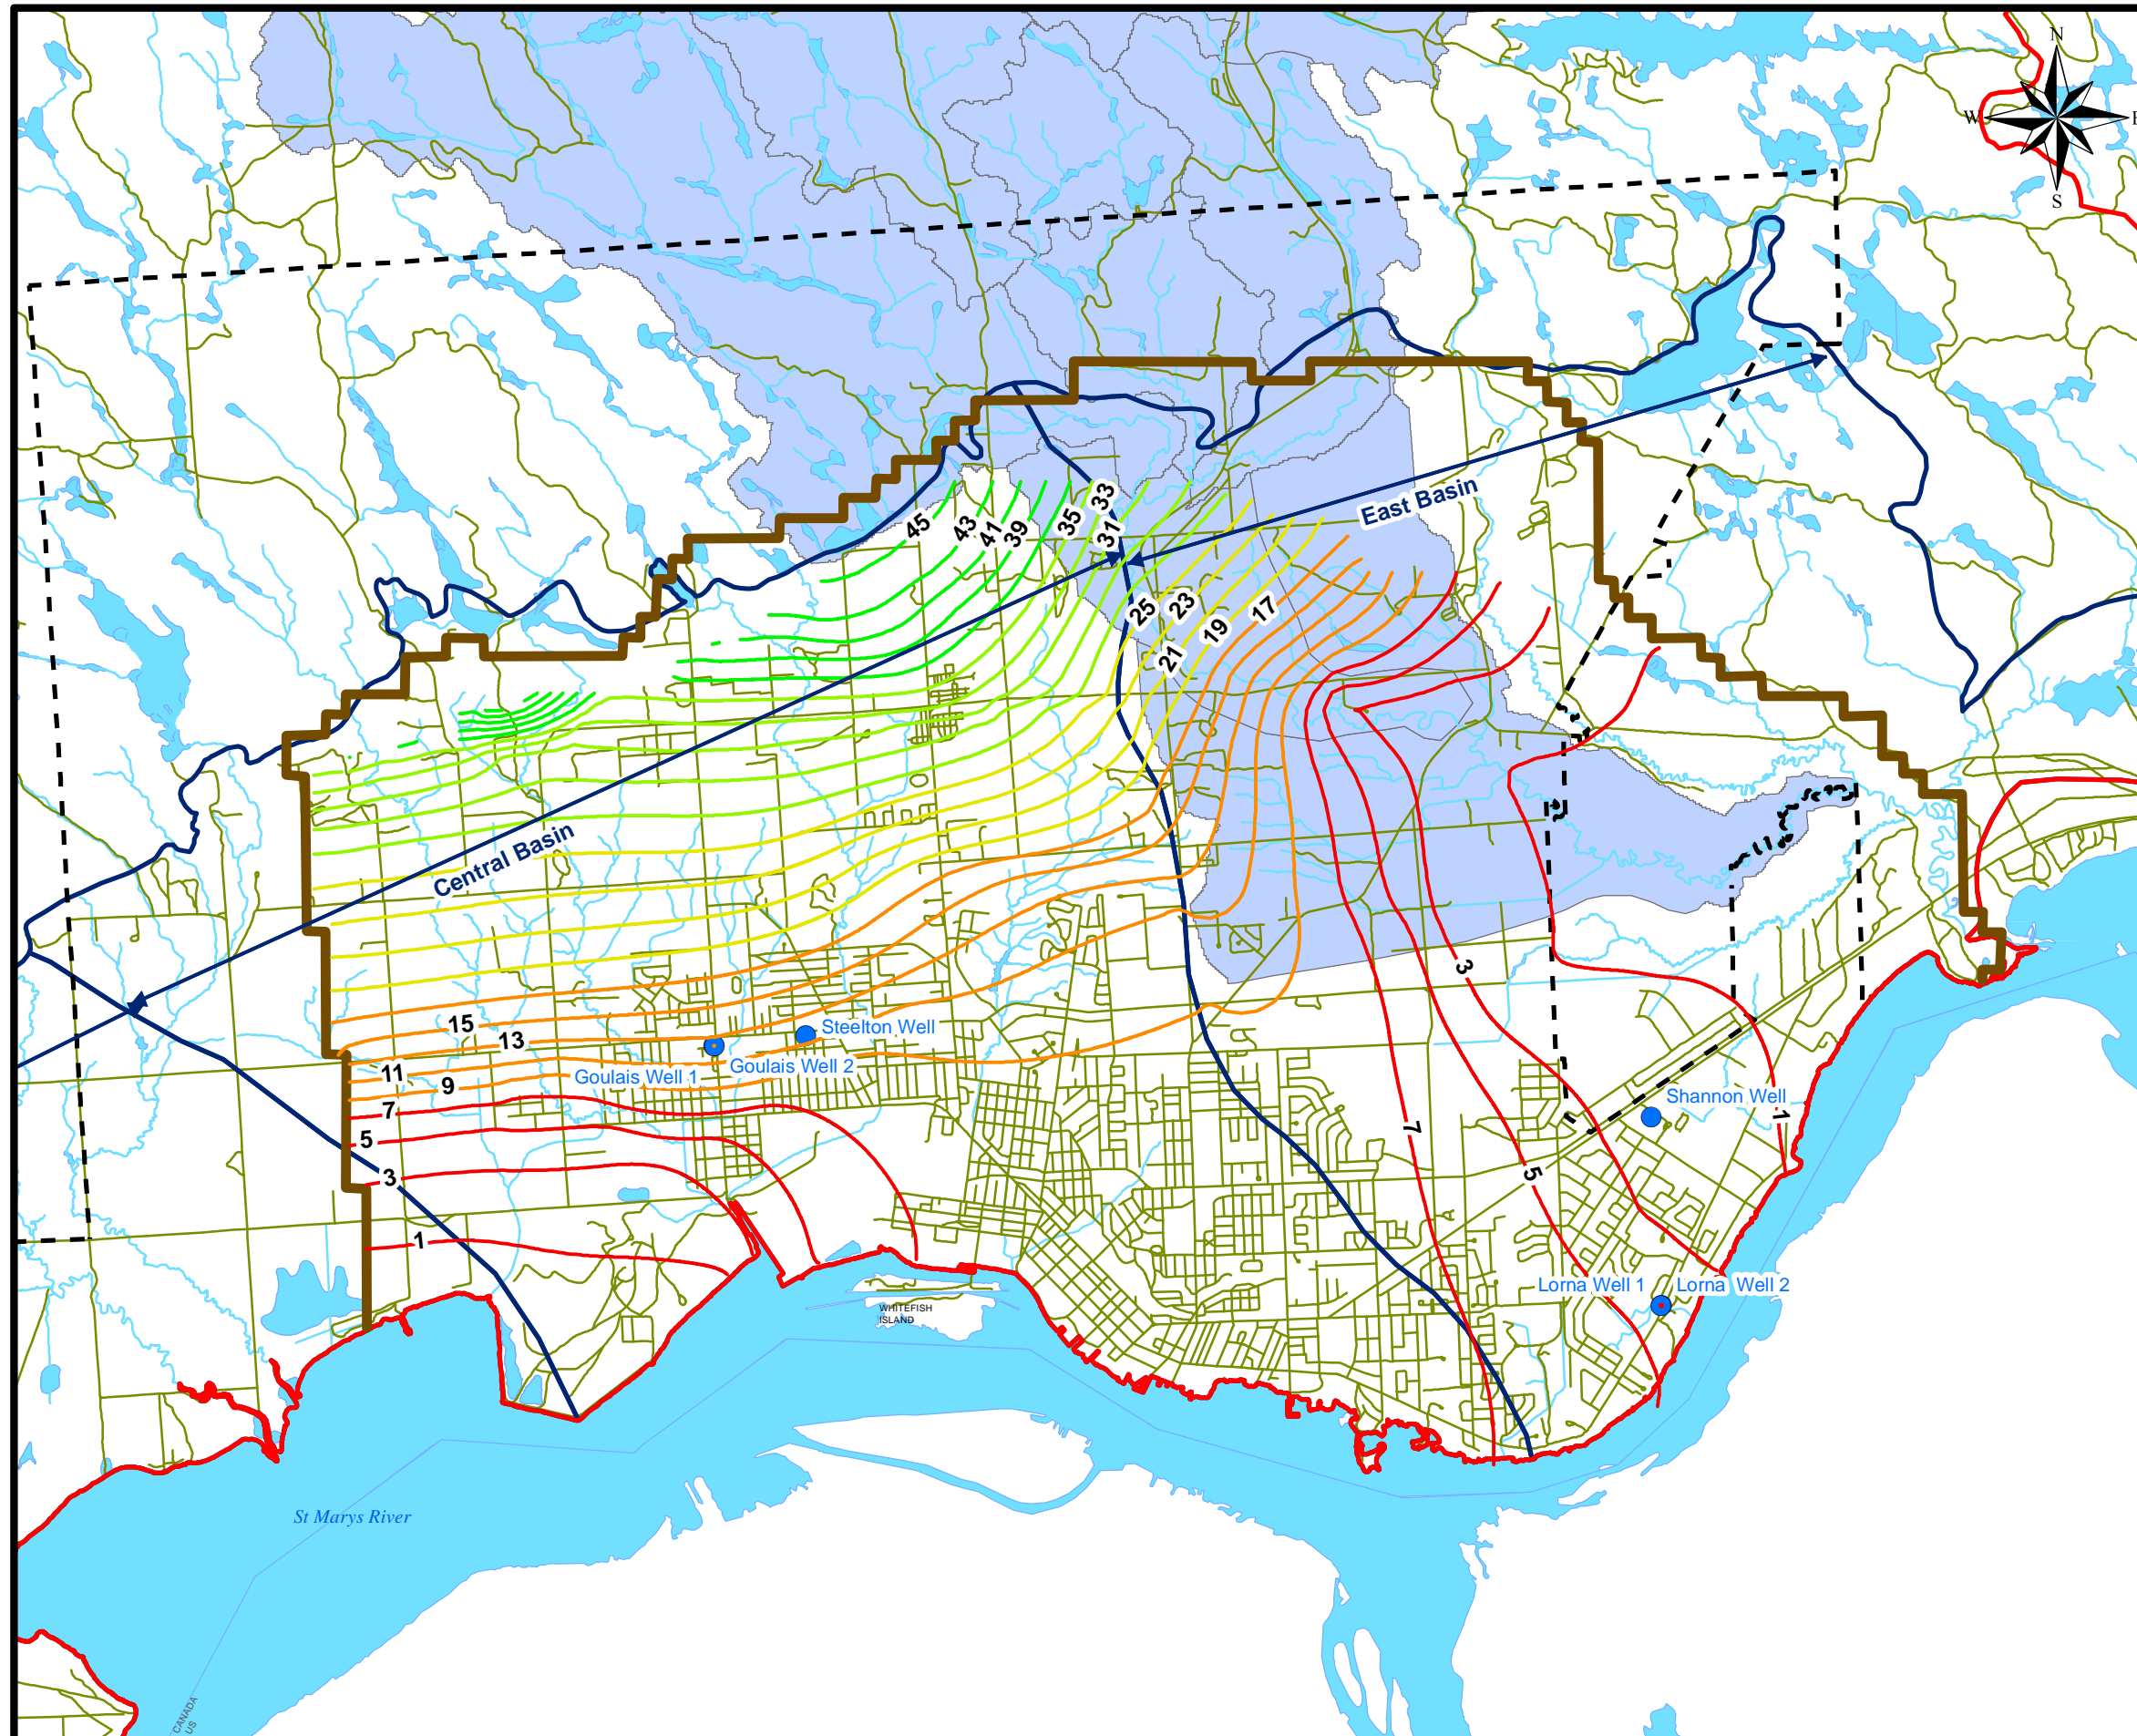 N
W
E
S
45
43
41
39
35
33
31
East Basin
25
23
21
19
17
Central Basin
15
13
11
9
7
5
3
1
Steelton Well
Goulais Well 1
Goulais Well 2
3
7
5
1
Shannon Well
Lorna Well 1
Lorna Well 2
WHITEFISH
ISLAND
St Marys River
CANADA
US